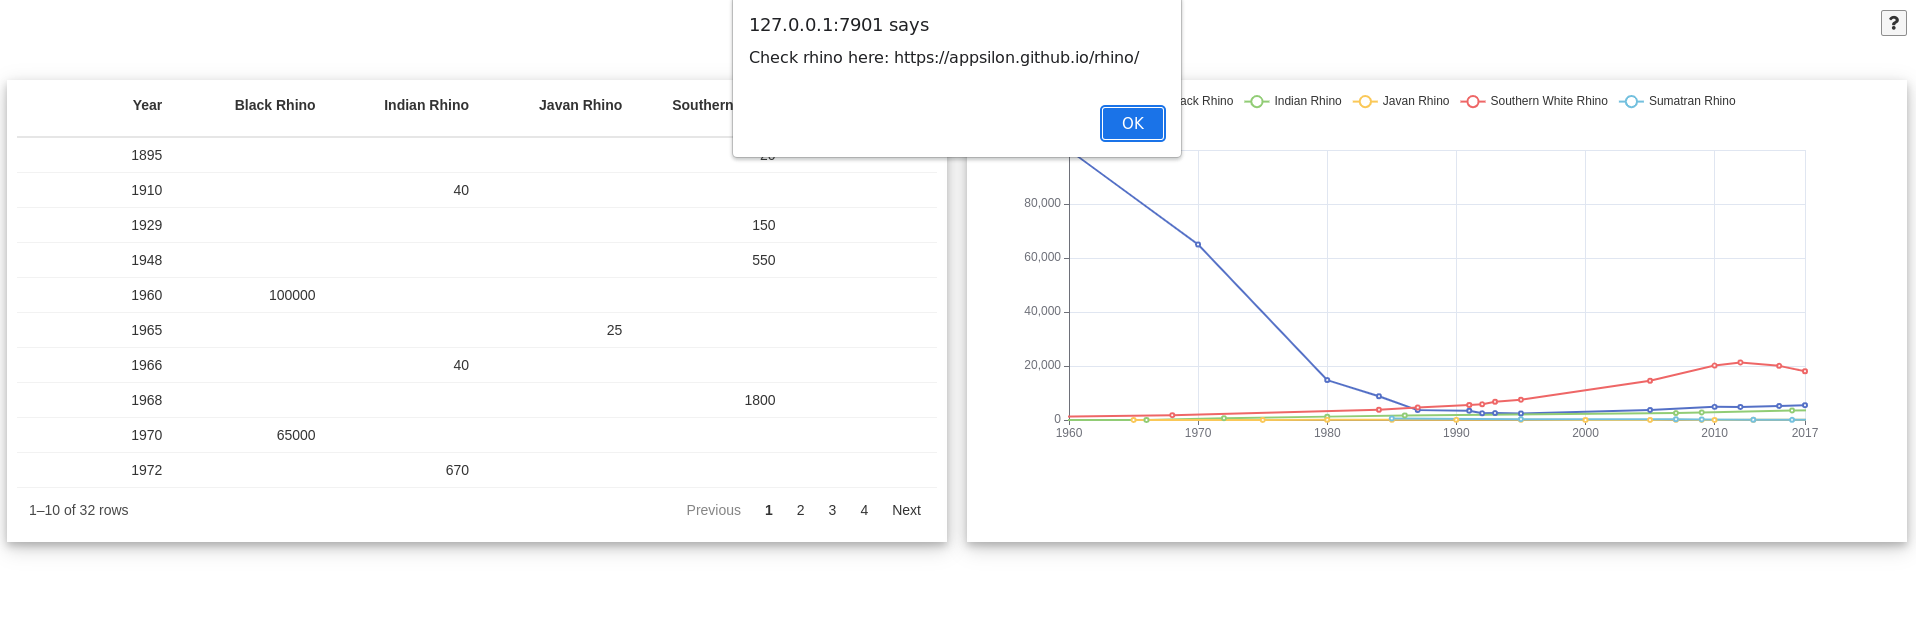 127.0.0.1:7901 says
Check rhino here: https://appsilon.github.io/rhino/
OK
?
Year Black Rhino Indian Rhino Javan Rhino Southern
1895
1910 40
1929 150
1948 550
1960 100000
1965 25
1966 40
1968 1800
1970 65000
1972 670
1–10 of 32 rows Previous 1 2 3 4 Next
Rhino Indian Rhino Javan Rhino Southern White Rhino Sumatran Rhino
80,000
60,000
40,000
20,000
0
1960 1970 1980 1990 2000 2010 2017